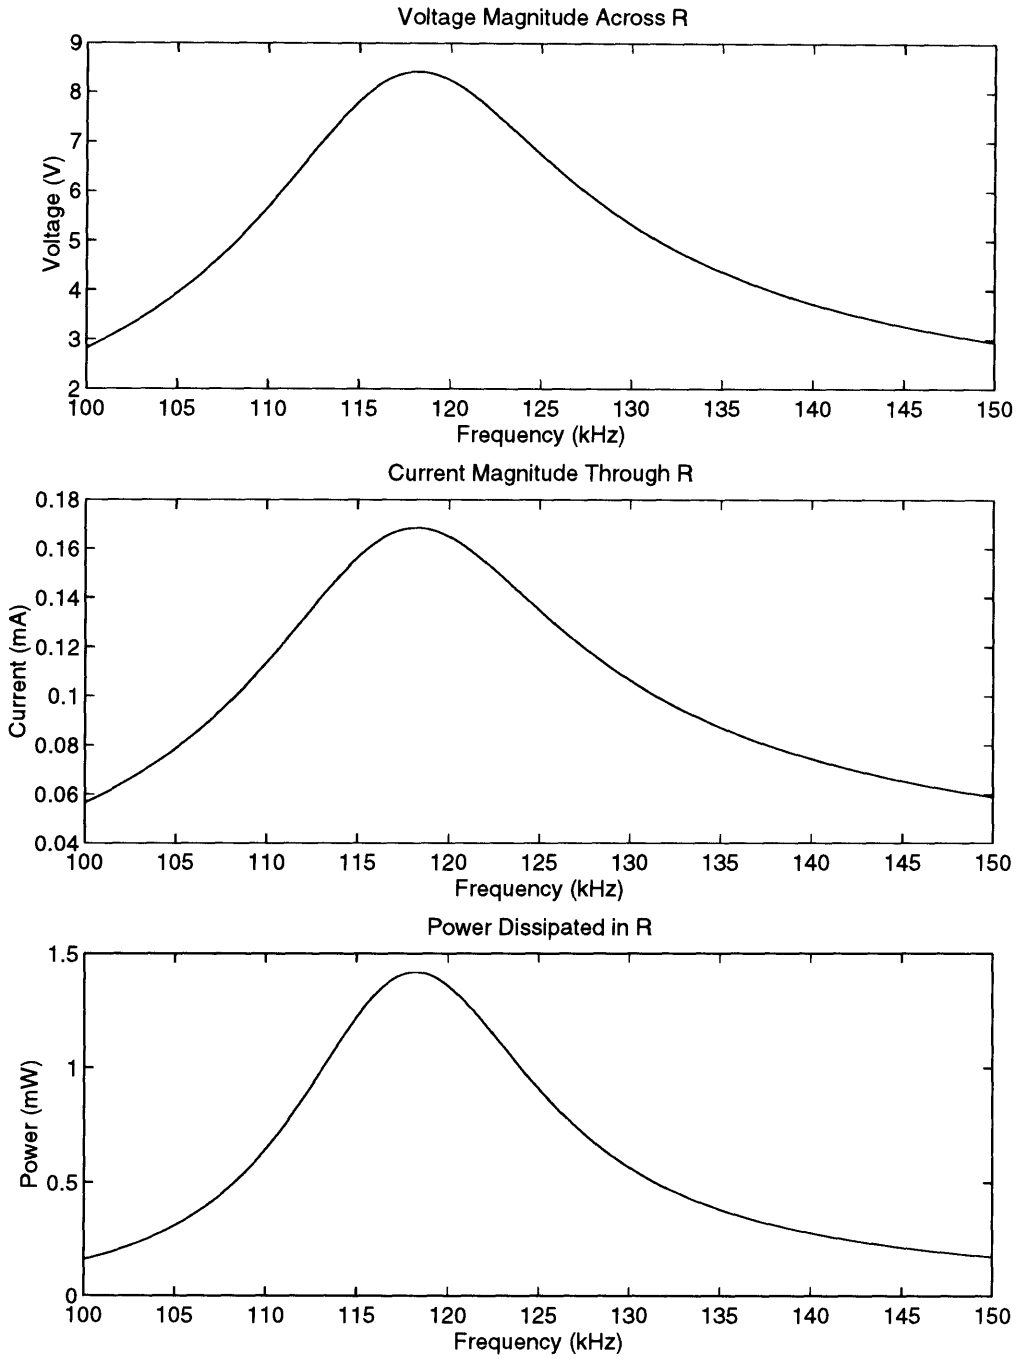 Voltage Magnitude Across R
9
8
7
6
5
4
3
2
Voltage (V)
100 105 110 115 120 125 130 135 140 145 150
Frequency (kHz)
Current Magnitude Through R
0.18
0.16
0.14
0.12
0.1
0.08
0.06
0.04
Current (mA)
100 105 110 115 120 125 130 135 140 145 150
Frequency (kHz)
Power Dissipated in R
1.5
1
0.5
0
Power (mW)
100 105 110 115 120 125 130 135 140 145 150
Frequency (kHz)